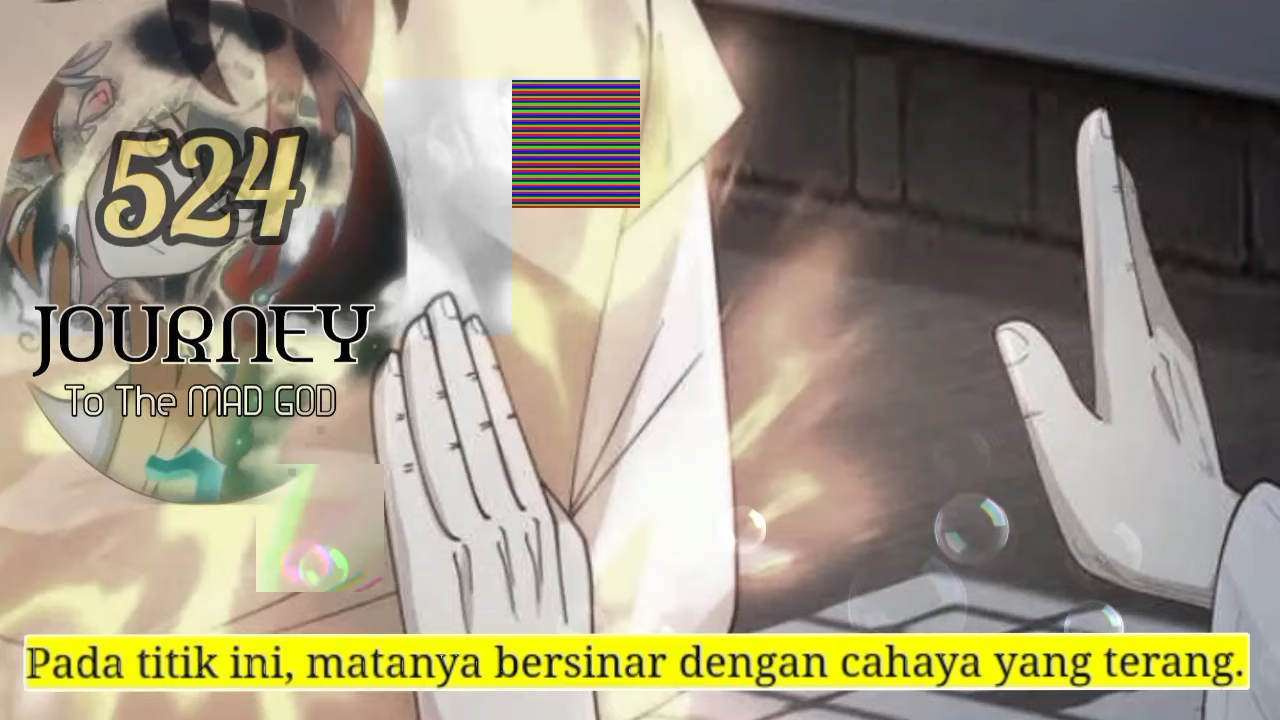 524
JOURNEY
To The MAD GOD
Pada titik ini, matanya bersinar dengan cahaya yang terang.